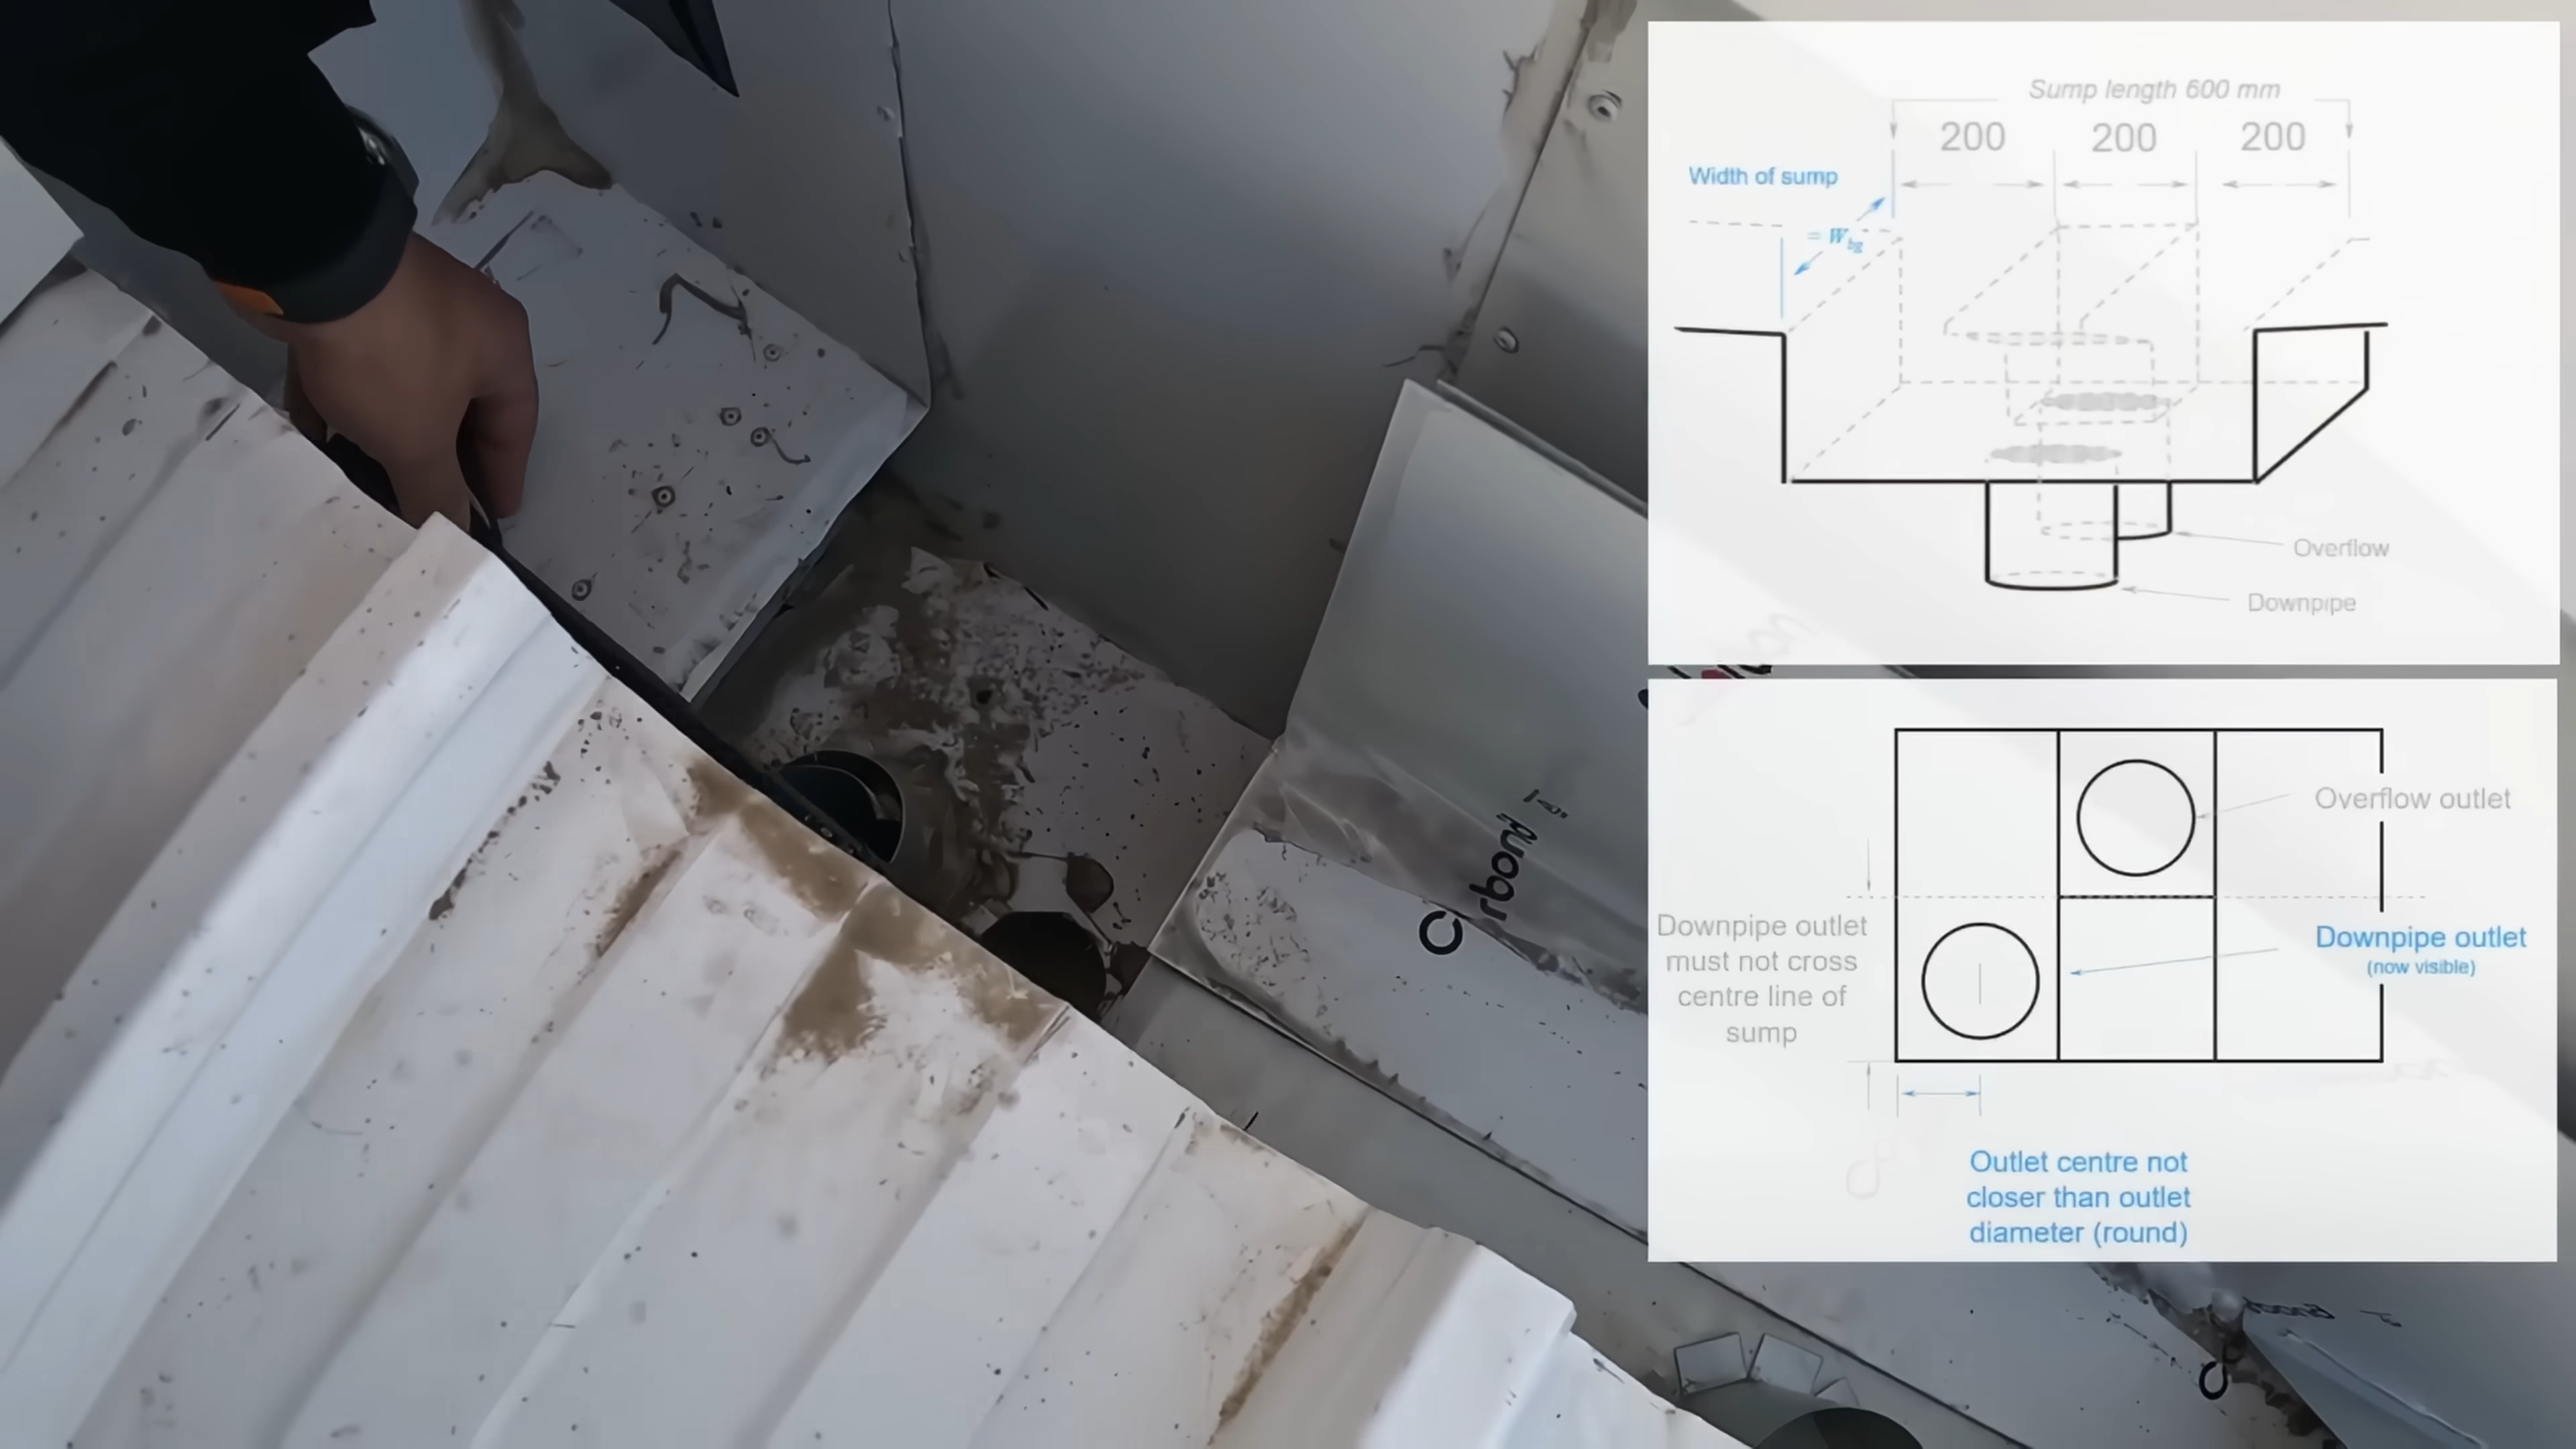 Sump length 600 mm
200 200 200
Width of sump
= Wbg
Overflow
Downpipe
Overflow outlet
Downpipe outlet
must not cross
centre line of
sump
Downpipe outlet
(now visible)
Outlet centre not
closer than outlet
diameter (round)